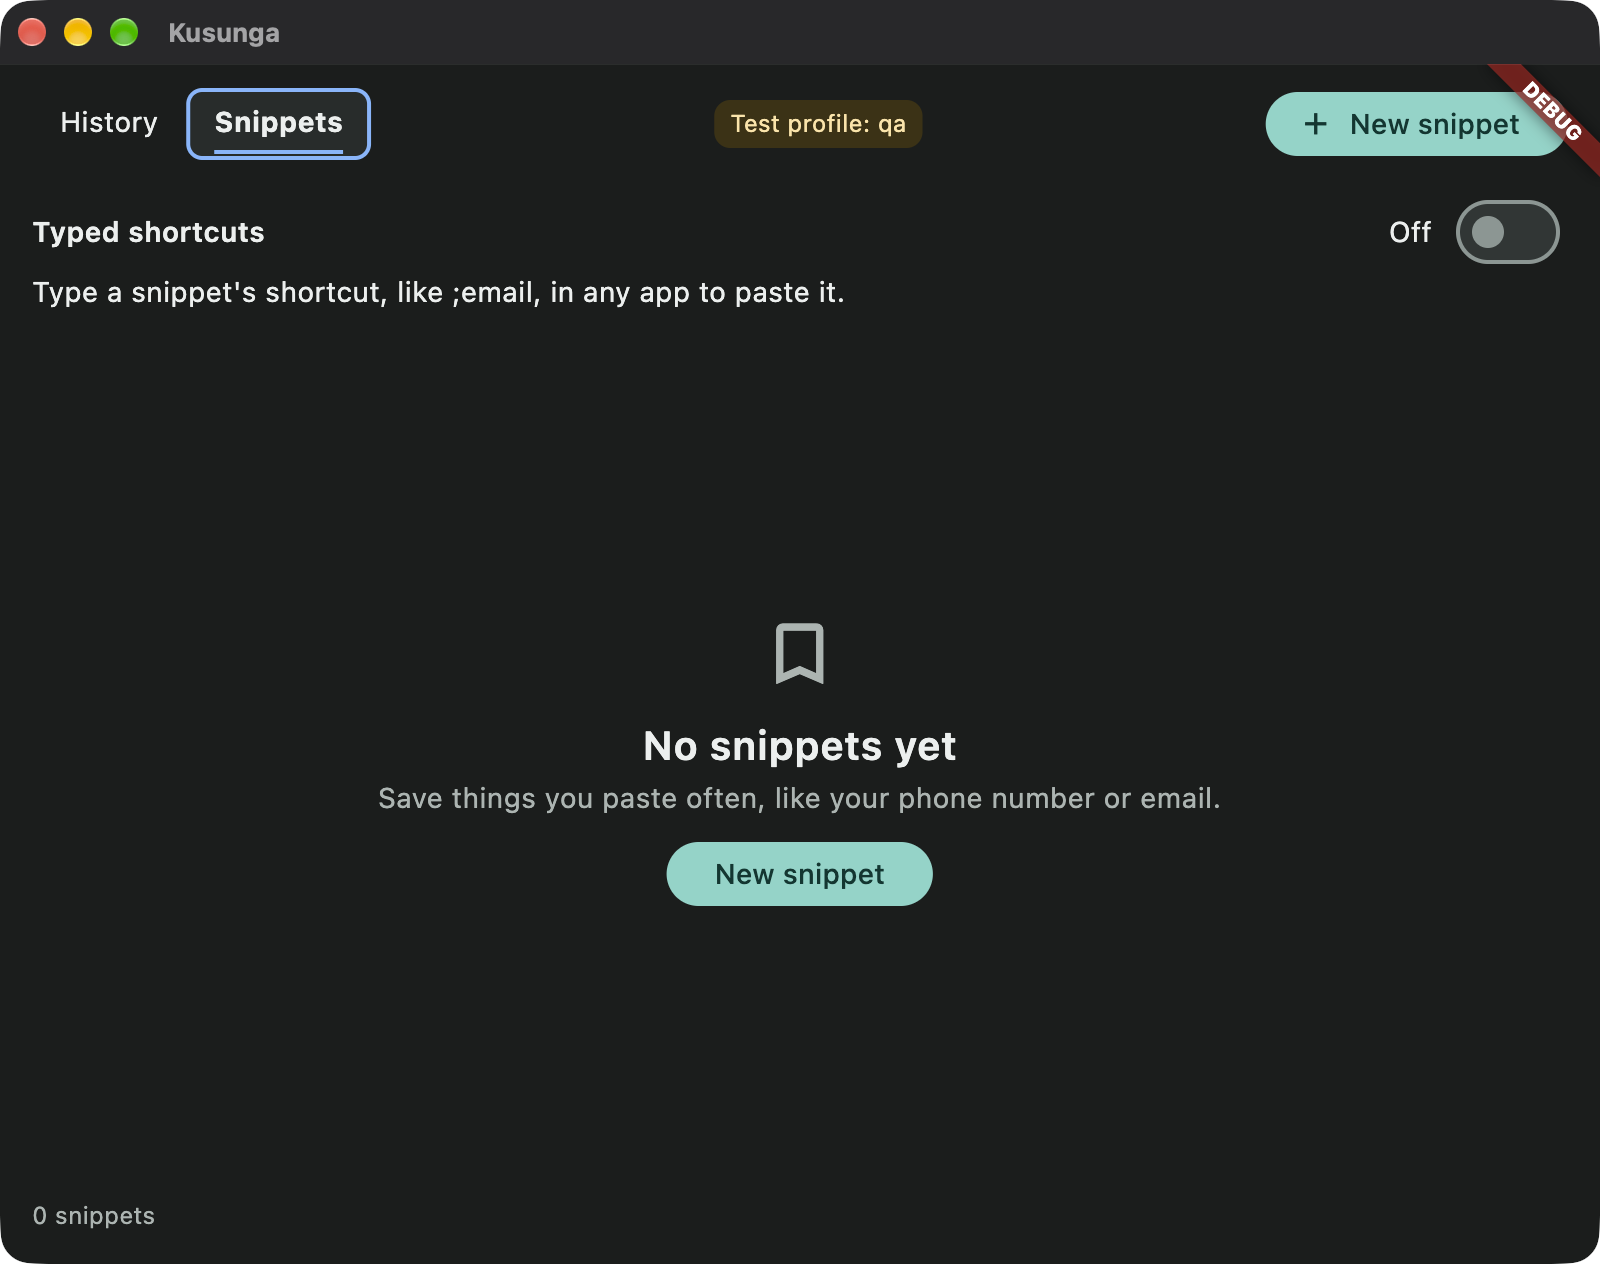 Kusunga
History
Snippets
Test profile: qa
+ New snippet
DEBUG
Typed shortcuts
Off
Type a snippet's shortcut, like ;email, in any app to paste it.
No snippets yet
Save things you paste often, like your phone number or email.
New snippet
0 snippets